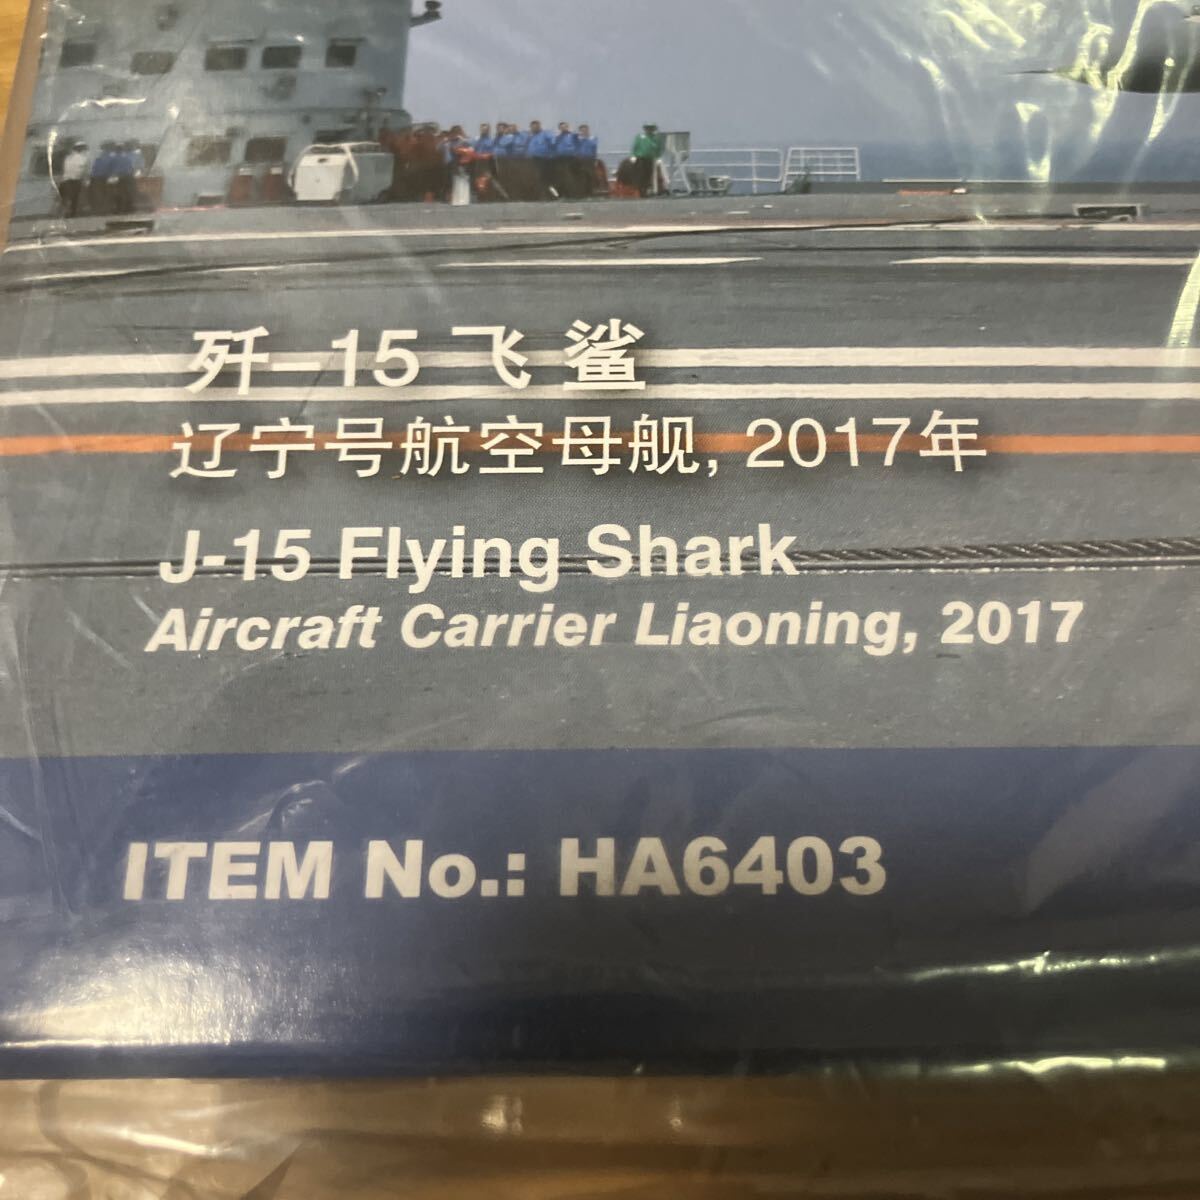 歼–15 飞 鲨
辽宁号航空母舰, 2017年
J-15 Flying Shark
Aircraft Carrier Liaoning, 2017
ITEM No.: HA6403